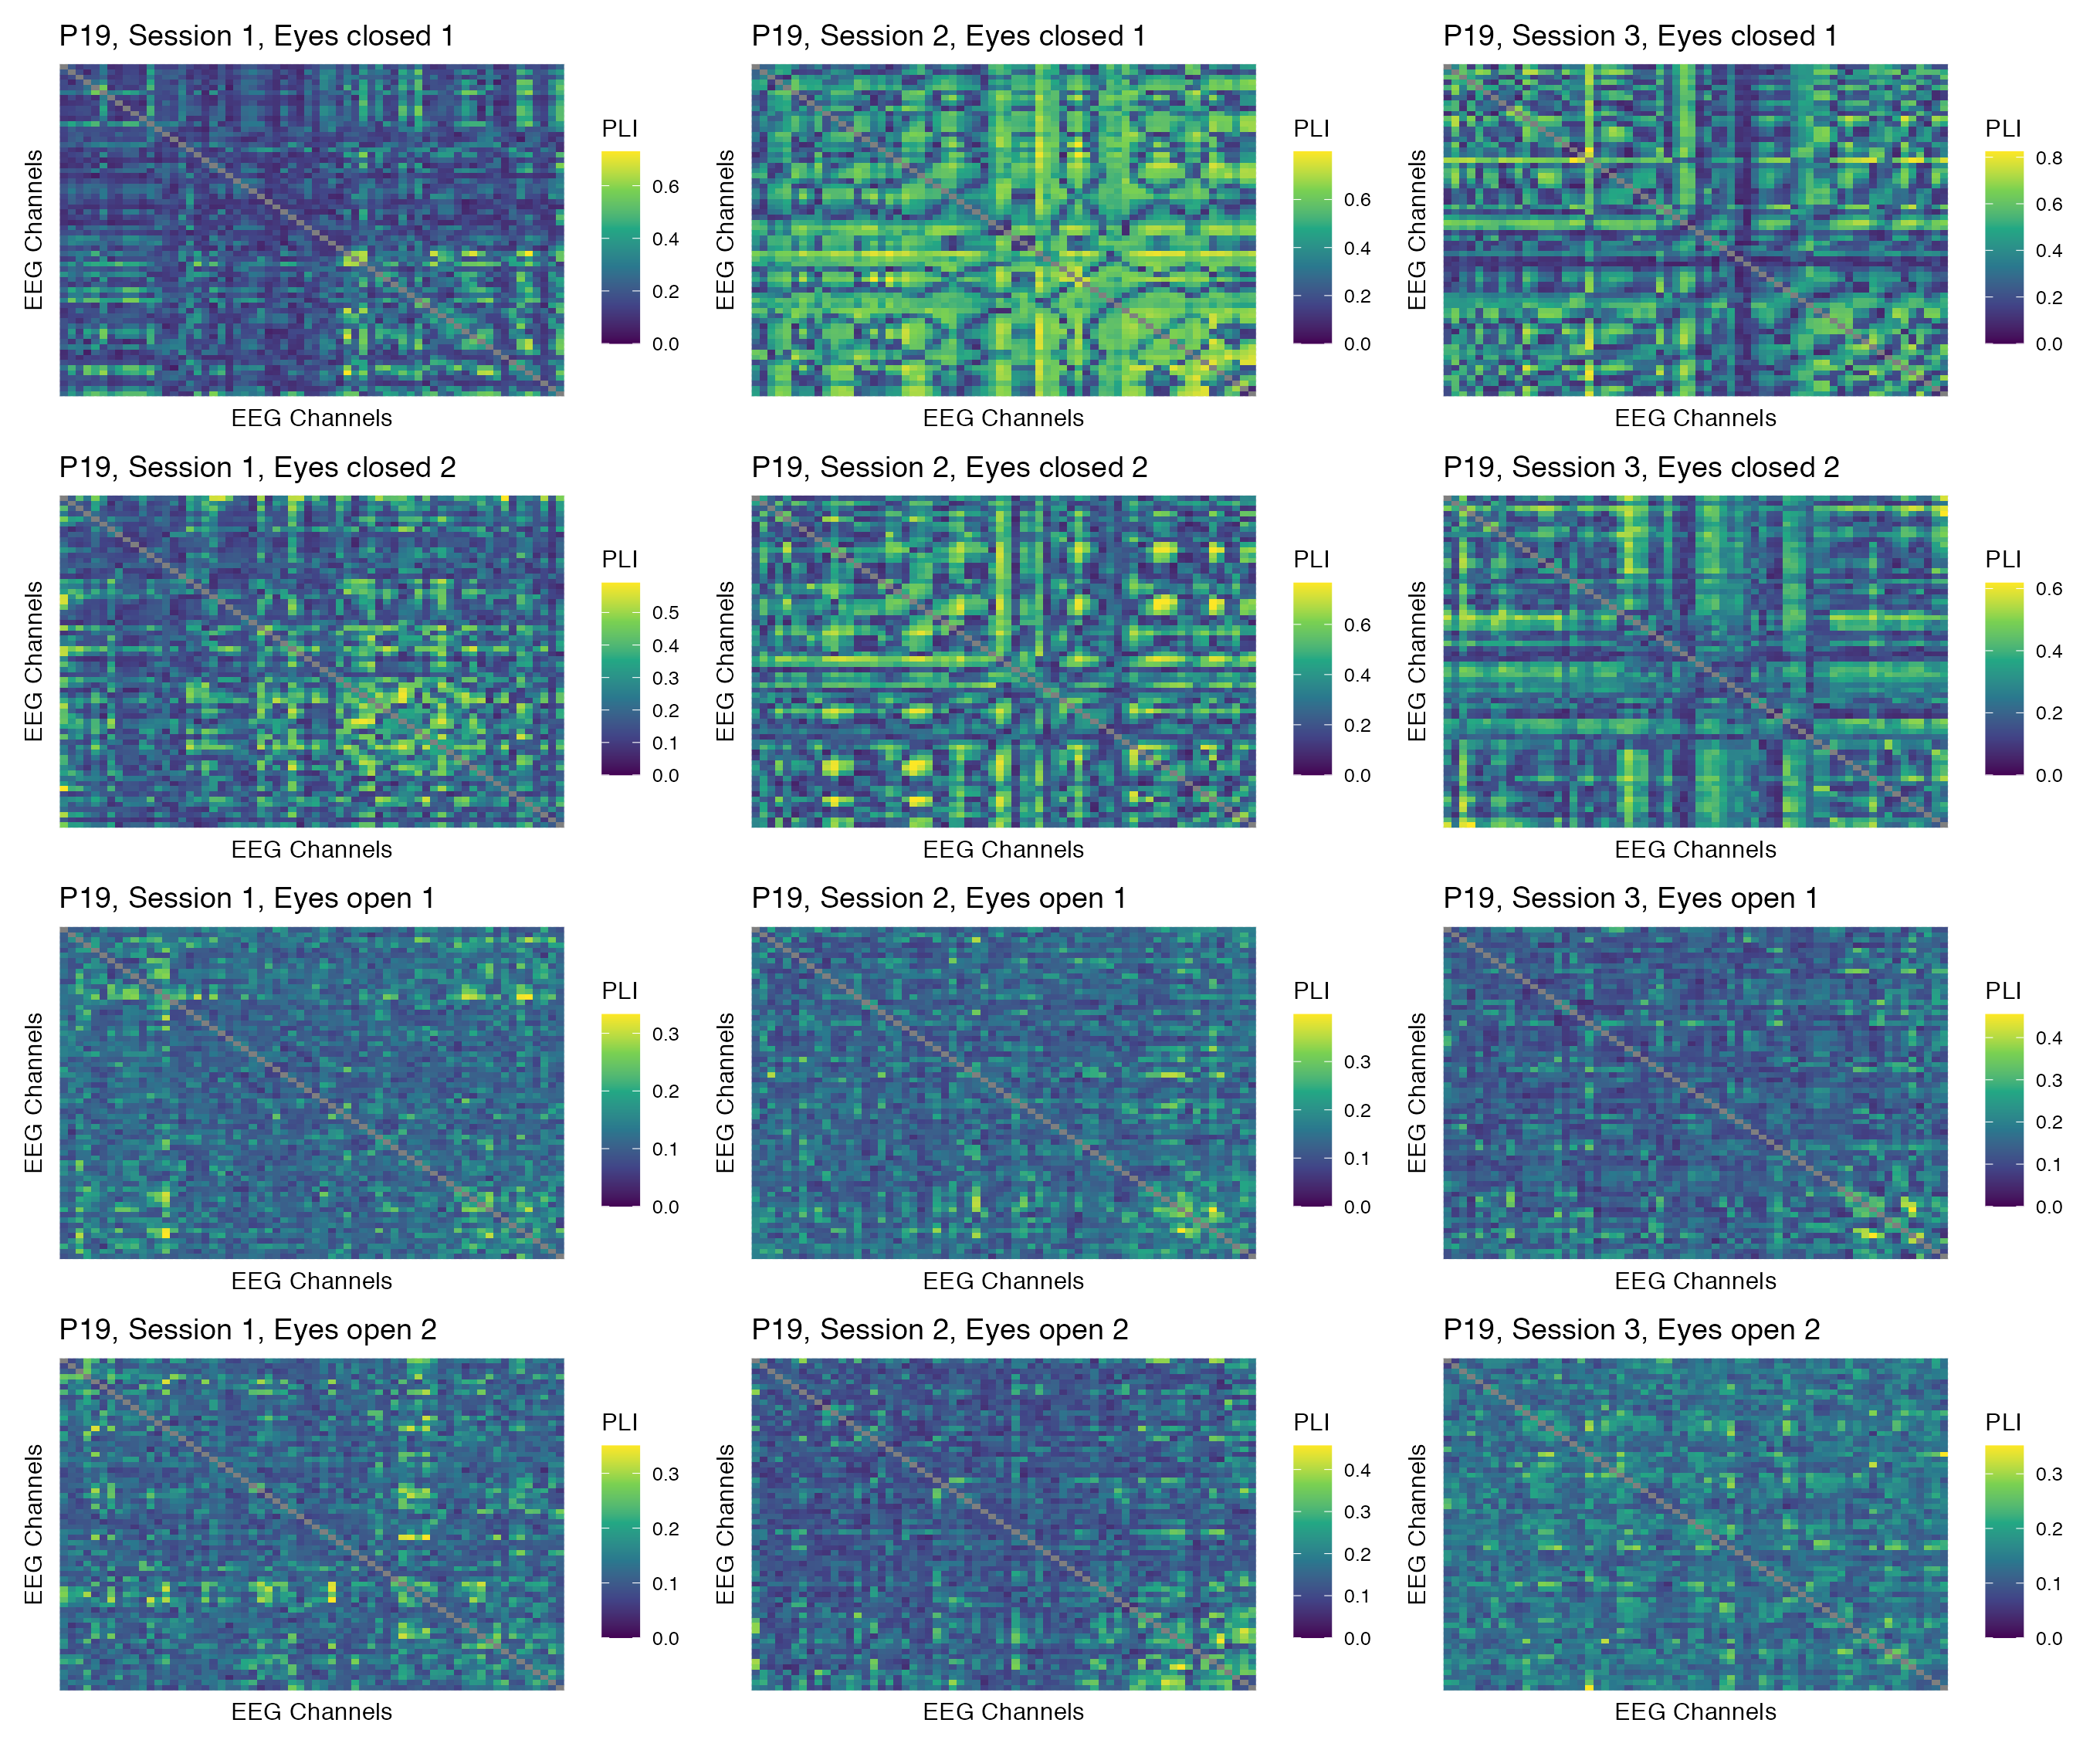 P19, Session 1, Eyes closed 1
EEG Channels
EEG Channels
PLI
0.6
0.4
0.2
0.0
P19, Session 2, Eyes closed 1
EEG Channels
EEG Channels
PLI
0.6
0.4
0.2
0.0
P19, Session 3, Eyes closed 1
EEG Channels
EEG Channels
PLI
0.8
0.6
0.4
0.2
0.0
P19, Session 1, Eyes closed 2
EEG Channels
EEG Channels
PLI
0.5
0.4
0.3
0.2
0.1
0.0
P19, Session 2, Eyes closed 2
EEG Channels
EEG Channels
PLI
0.6
0.4
0.2
0.0
P19, Session 3, Eyes closed 2
EEG Channels
EEG Channels
PLI
0.6
0.4
0.2
0.0
P19, Session 1, Eyes open 1
EEG Channels
EEG Channels
PLI
0.3
0.2
0.1
0.0
P19, Session 2, Eyes open 1
EEG Channels
EEG Channels
PLI
0.3
0.2
0.1
0.0
P19, Session 3, Eyes open 1
EEG Channels
EEG Channels
PLI
0.4
0.3
0.2
0.1
0.0
P19, Session 1, Eyes open 2
EEG Channels
EEG Channels
PLI
0.3
0.2
0.1
0.0
P19, Session 2, Eyes open 2
EEG Channels
EEG Channels
PLI
0.4
0.3
0.2
0.1
0.0
P19, Session 3, Eyes open 2
EEG Channels
EEG Channels
PLI
0.3
0.2
0.1
0.0